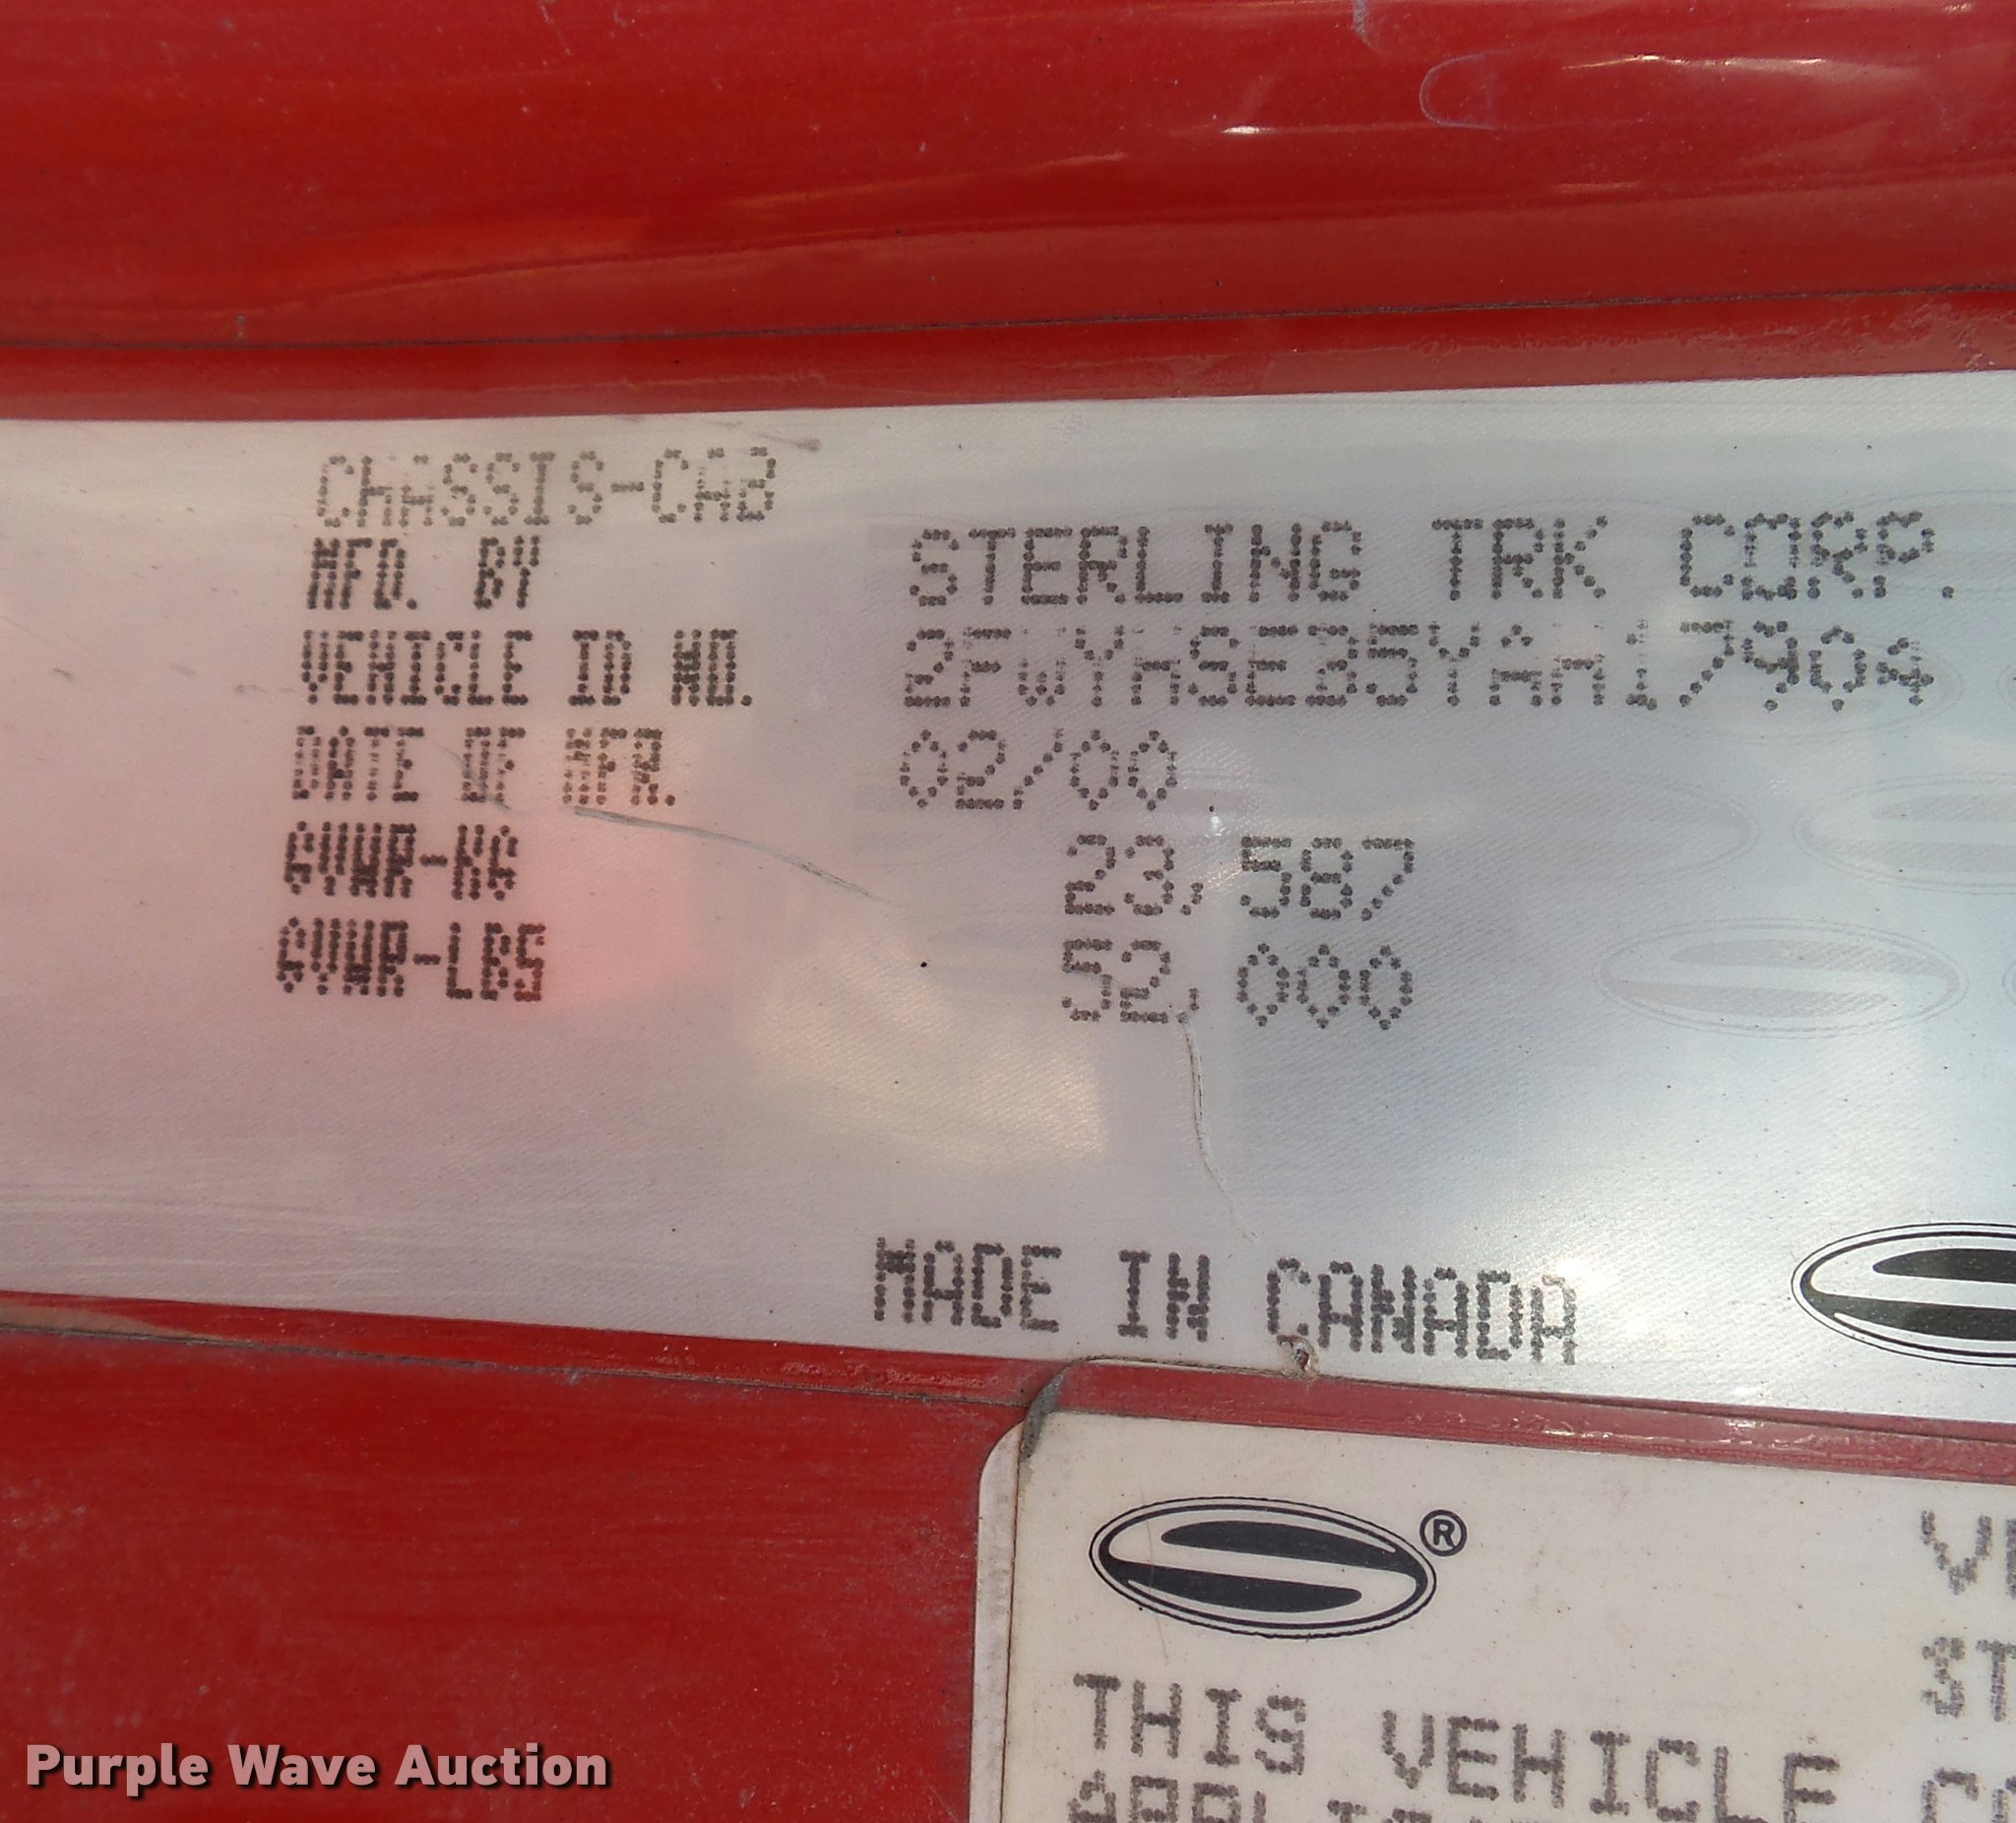 CHASSIS-CAB
MFD. BY STERLING TRK CORP.
VEHICLE ID NO. 2FWYHSEB5YAH17904
DATE OF MFR. 02/00
GVWR-KG 23,587
GVWR-LBS 52,000
MADE IN CANADA
®
THIS VEHICLE
Purple Wave Auction